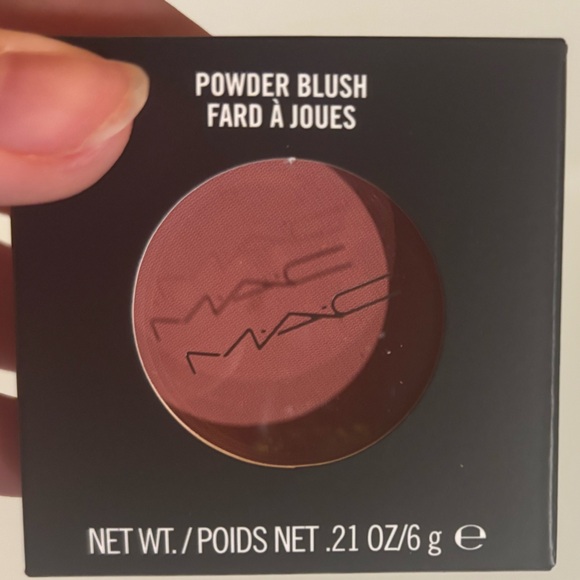 POWDER BLUSH
FARD À JOUES
M·A·C
NET WT. / POIDS NET .21 OZ/6 g ℮